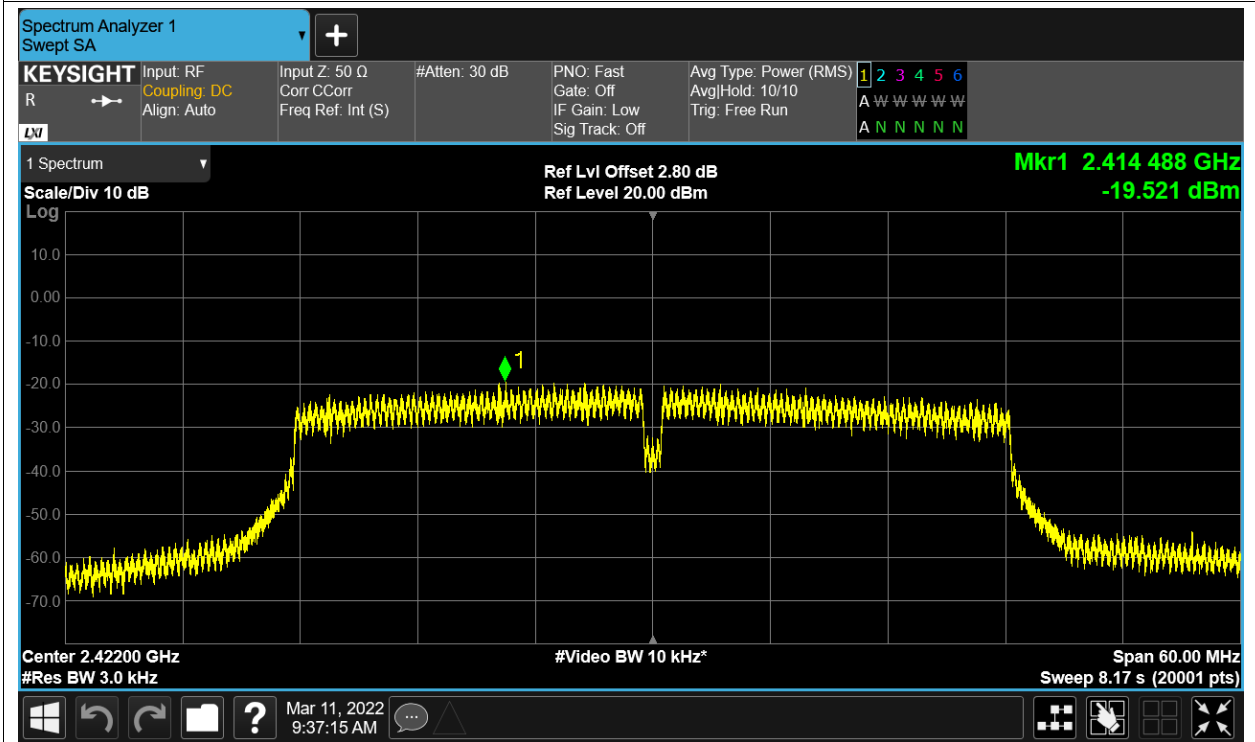 Spectrum Analyzer 1
Swept SA
KEYSIGHT
R
LXI
Input: RF
Coupling: DC
Align: Auto
Input Z: 50 Ω
Corr CCorr
Freq Ref: Int (S)
#Atten: 30 dB
PNO: Fast
Gate: Off
IF Gain: Low
Sig Track: Off
Avg Type: Power (RMS)
Avg|Hold: 10/10
Trig: Free Run
1 2 3 4 5 6
A W W W W W
A N N N N N
1 Spectrum
Scale/Div 10 dB
Ref Lvl Offset 2.80 dB
Ref Level 20.00 dBm
Mkr1 2.414 488 GHz
-19.521 dBm
Log
10.0
0.00
-10.0
-20.0
-30.0
-40.0
-50.0
-60.0
-70.0
1
Center 2.42200 GHz
#Res BW 3.0 kHz
#Video BW 10 kHz*
Span 60.00 MHz
Sweep 8.17 s (20001 pts)
?
Mar 11, 2022
9:37:15 AM